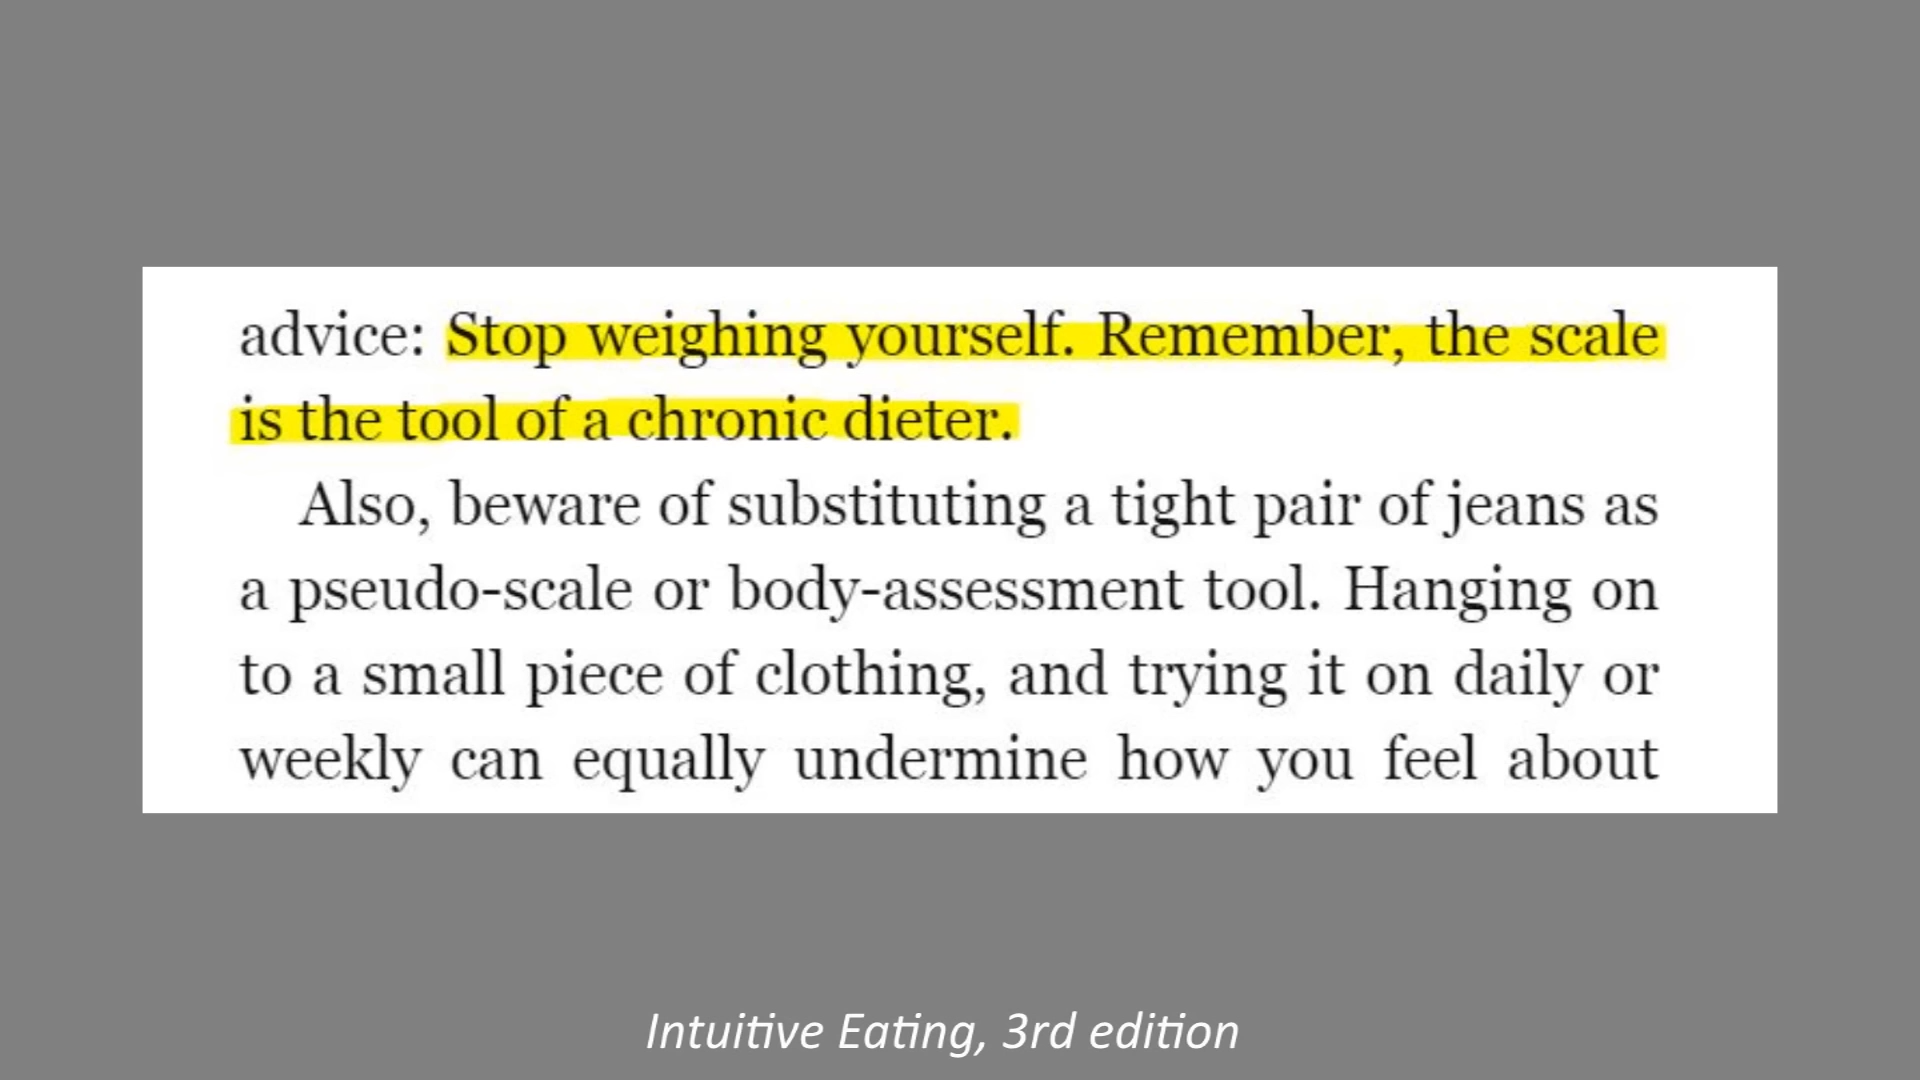 advice: Stop weighing yourself. Remember, the scale
is the tool of a chronic dieter.
Also, beware of substituting a tight pair of jeans as
a pseudo-scale or body-assessment tool. Hanging on
to a small piece of clothing, and trying it on daily or
weekly can equally undermine how you feel about
Intuitive Eating, 3rd edition